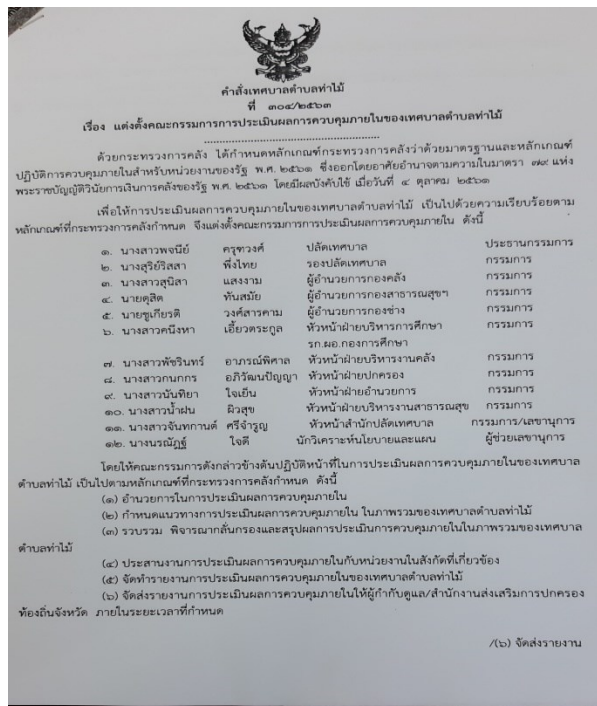 คำสั่งเทศบาลตำบลท่าไม้
ที่ ๓๐๔/๒๕๖๓
เรื่อง แต่งตั้งคณะกรรมการการประเมินผลการควบคุมภายในของเทศบาลตำบลท่าไม้
ด้วยกระทรวงการคลัง ได้กำหนดหลักเกณฑ์กระทรวงการคลังว่าด้วยมาตรฐานและหลักเกณฑ์
ปฏิบัติการควบคุมภายในสำหรับหน่วยงานของรัฐ พ.ศ. ๒๕๖๑ ซึ่งออกโดยอาศัยอำนาจตามความในมาตรา ๗๙ แห่ง
พระราชบัญญัติวินัยการเงินการคลังของรัฐ พ.ศ. ๒๕๖๑ โดยมีผลบังคับใช้ เมื่อวันที่ ๔ ตุลาคม ๒๕๖๑
เพื่อให้การประเมินผลการควบคุมภายในของเทศบาลตำบลท่าไม้ เป็นไปด้วยความเรียบร้อยตาม
หลักเกณฑ์ที่กระทรวงการคลังกำหนด จึงแต่งตั้งคณะกรรมการการประเมินผลการควบคุมภายใน ดังนี้
๑. นางสาวพจนีย์ ครุฑวงศ์ ปลัดเทศบาล ประธานกรรมการ
๒. นางสุริย์ริสสา พึ่งไทย รองปลัดเทศบาล กรรมการ
๓. นางสาวสุนิสา แสงงาม ผู้อำนวยการกองคลัง กรรมการ
๔. นายดุสิต ทันสมัย ผู้อำนวยการกองสาธารณสุขฯ กรรมการ
๕. นายชูเกียรติ วงศ์สารคาม ผู้อำนวยการกองช่าง กรรมการ
๖. นางสาวคนึงหา เอี้ยวตระกูล หัวหน้าฝ่ายบริหารการศึกษา กรรมการ
รก.ผอ.กองการศึกษา
๗. นางสาวพัชรินทร์ อาภรณ์พิศาล หัวหน้าฝ่ายบริหารงานคลัง กรรมการ
๘. นางสาวกนกกร อภิวัฒนปัญญา หัวหน้าฝ่ายปกครอง กรรมการ
๙. นางสาวนันทิยา ใจเย็น หัวหน้าฝ่ายอำนวยการ กรรมการ
๑๐. นางสาวน้ำฝน ผิวสุข หัวหน้าฝ่ายบริหารงานสาธารณสุข กรรมการ
๑๑. นางสาวจันทกานต์ ศรีจำรูญ หัวหน้าสำนักปลัดเทศบาล กรรมการ/เลขานุการ
๑๒. นางนรณัฏฐ์ ใจดี นักวิเคราะห์นโยบายและแผน ผู้ช่วยเลขานุการ
โดยให้คณะกรรมการดังกล่าวข้างต้นปฏิบัติหน้าที่ในการประเมินผลการควบคุมภายในของเทศบาล
ตำบลท่าไม้ เป็นไปตามหลักเกณฑ์ที่กระทรวงการคลังกำหนด ดังนี้
(๑) อำนวยการในการประเมินผลการควบคุมภายใน
(๒) กำหนดแนวทางการประเมินผลการควบคุมภายใน ในภาพรวมของเทศบาลตำบลท่าไม้
(๓) รวบรวม พิจารณากลั่นกรองและสรุปผลการประเมินการควบคุมภายในในภาพรวมของเทศบาล
ตำบลท่าไม้
(๔) ประสานงานการประเมินผลการควบคุมภายในกับหน่วยงานในสังกัดที่เกี่ยวข้อง
(๕) จัดทำรายงานการประเมินผลการควบคุมภายในของเทศบาลตำบลท่าไม้
(๖) จัดส่งรายงานการประเมินผลการควบคุมภายในให้ผู้กำกับดูแล/สำนักงานส่งเสริมการปกครอง
ท้องถิ่นจังหวัด ภายในระยะเวลาที่กำหนด
/(๖) จัดส่งรายงาน